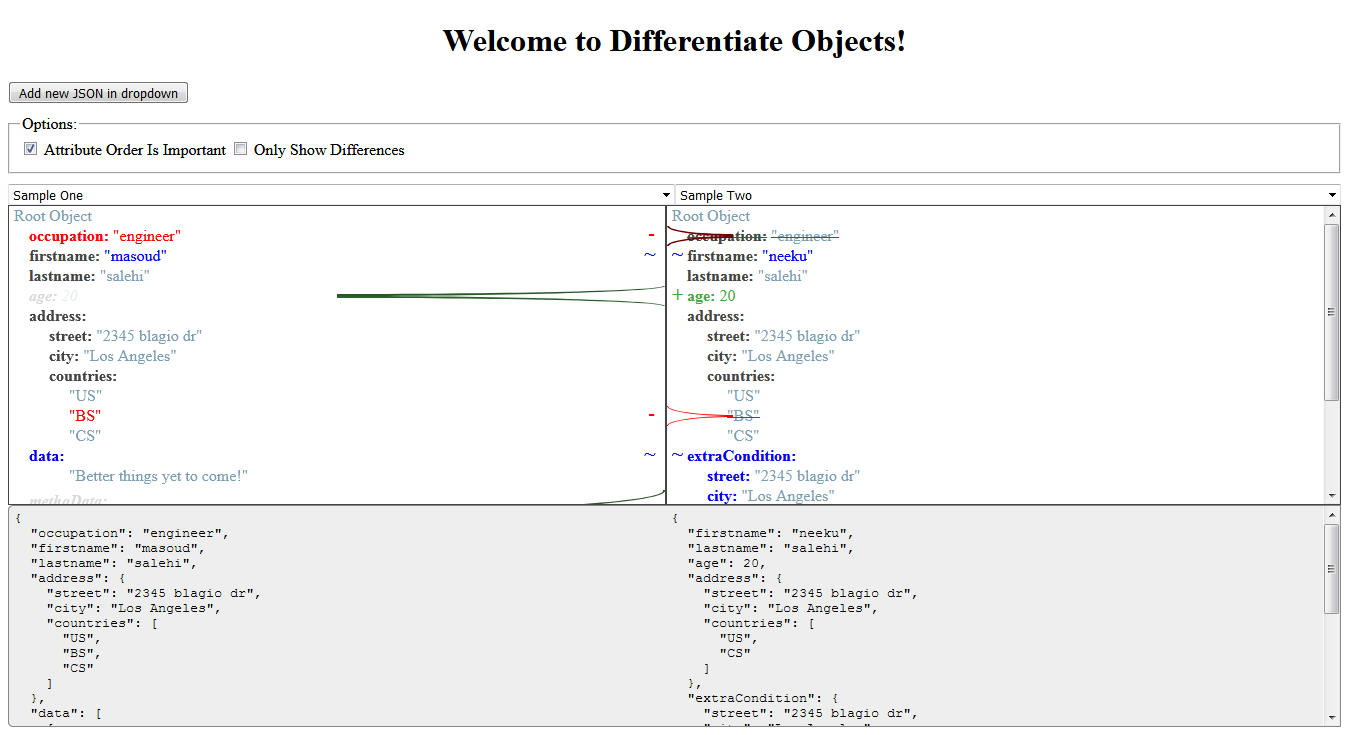 Welcome to Differentiate Objects!
Add new JSON in dropdown
Options:
Attribute Order Is Important Only Show Differences
Sample One
Root Object
occupation: "engineer" -
firstname: "masoud" ~
lastname: "salehi"
age: 20
address:
street: "2345 blagio dr"
city: "Los Angeles"
countries:
"US"
"BS" -
"CS"
data: ~
"Better things yet to come!"
methaData:
Sample Two
Root Object
occupation: "engineer"
~ firstname: "neeku"
lastname: "salehi"
+ age: 20
address:
street: "2345 blagio dr"
city: "Los Angeles"
countries:
"US"
"BS"
"CS"
~ extraCondition:
street: "2345 blagio dr"
city: "Los Angeles"
{
"occupation": "engineer",
"firstname": "masoud",
"lastname": "salehi",
"address": {
"street": "2345 blagio dr",
"city": "Los Angeles",
"countries": [
"US",
"BS",
"CS"
]
},
"data": [
{
"firstname": "neeku",
"lastname": "salehi",
"age": 20,
"address": {
"street": "2345 blagio dr",
"city": "Los Angeles",
"countries": [
"US",
"CS"
]
},
"extraCondition": {
"street": "2345 blagio dr",